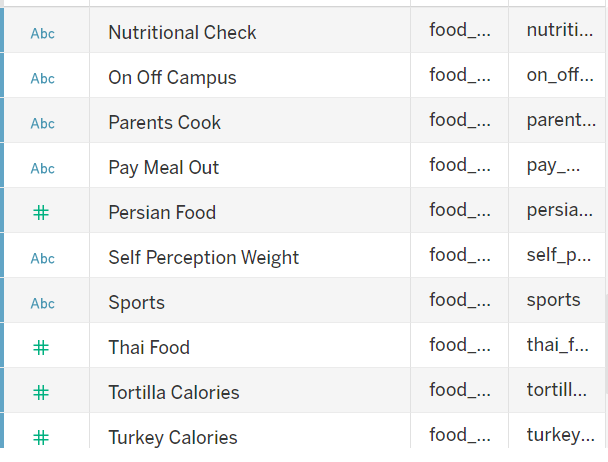 Abc Nutritional Check food_... nutriti...
Abc On Off Campus food_... on_off...
Abc Parents Cook food_... parent...
Abc Pay Meal Out food_... pay_...
# Persian Food food_... persia...
Abc Self Perception Weight food_... self_p...
Abc Sports food_... sports
# Thai Food food_... thai_f...
# Tortilla Calories food_... tortill...
# Turkey Calories food_... turkey...